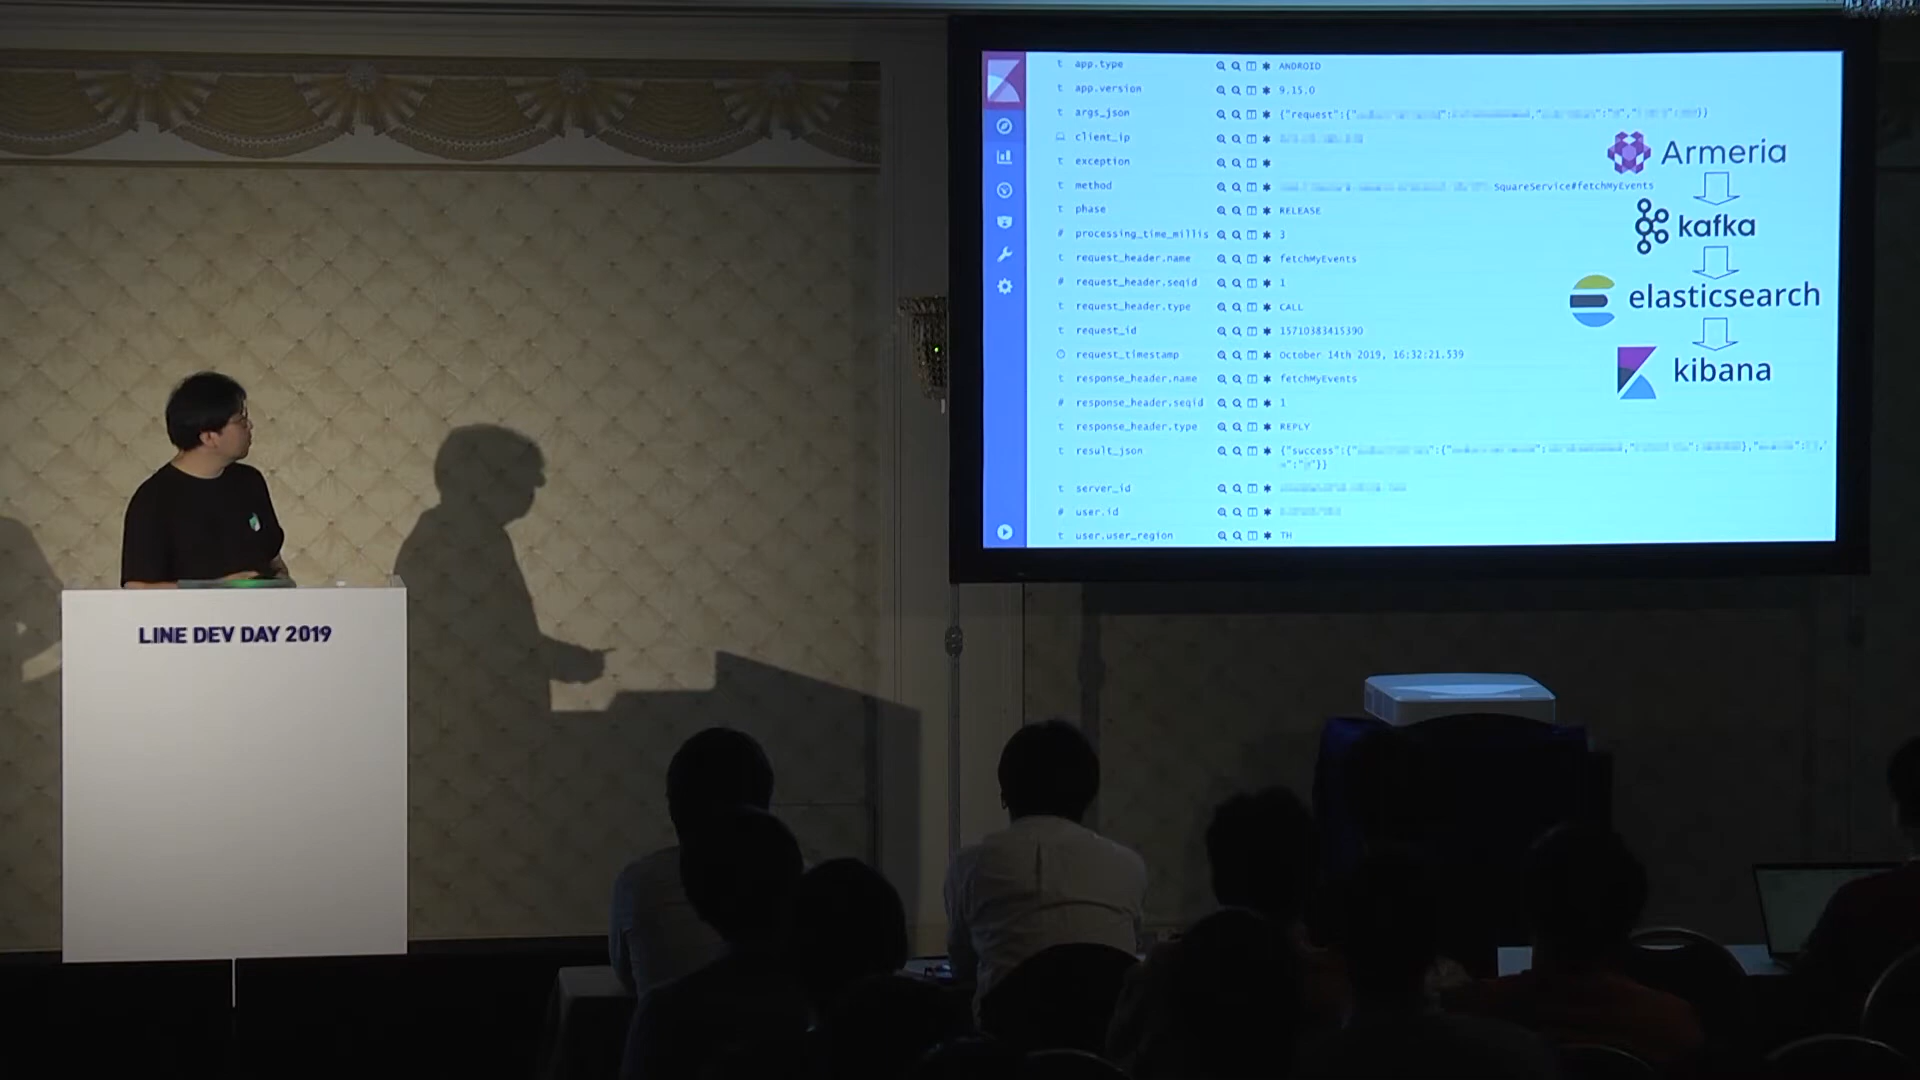 t app.type ANDROID
t app.version 9.15.0
t args_json {"request":{"
client_ip
t exception
t method SquareService#fetchMyEvents
t phase RELEASE
# processing_time_millis 3
t request_header.name fetchMyEvents
# request_header.seqid 1
t request_header.type CALL
t request_id 15710383415390
request_timestamp October 14th 2019, 16:32:21.539
t response_header.name fetchMyEvents
# response_header.seqid 1
t response_header.type REPLY
t result_json {"success":{"
t server_id
# user.id
t user.user_region TH
Armeria
kafka
elasticsearch
kibana
LINE DEV DAY 2019